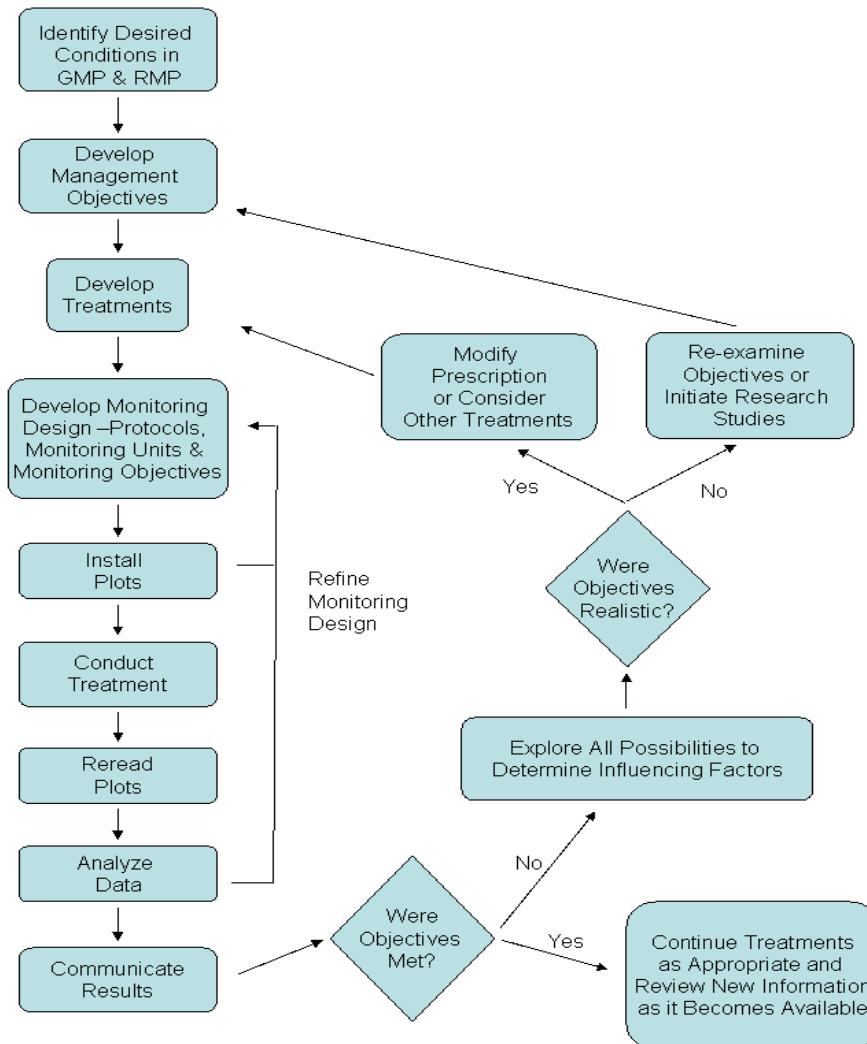 Identify Desired
Conditions in
GMP & RMP
Develop
Management
Objectives
Develop
Treatments
Develop Monitoring
Design –Protocols,
Monitoring Units &
Monitoring Objectives
Install
Plots
Conduct
Treatment
Reread
Plots
Analyze
Data
Communicate
Results
Refine
Monitoring
Design
Were
Objectives
Met?
No
Yes
Continue Treatments
as Appropriate and
Review New Information
as it Becomes Available
Explore All Possibilities to
Determine Influencing Factors
Were
Objectives
Realistic?
Yes
No
Modify
Prescription
or Consider
Other Treatments
Re-examine
Objectives or
Initiate Research
Studies